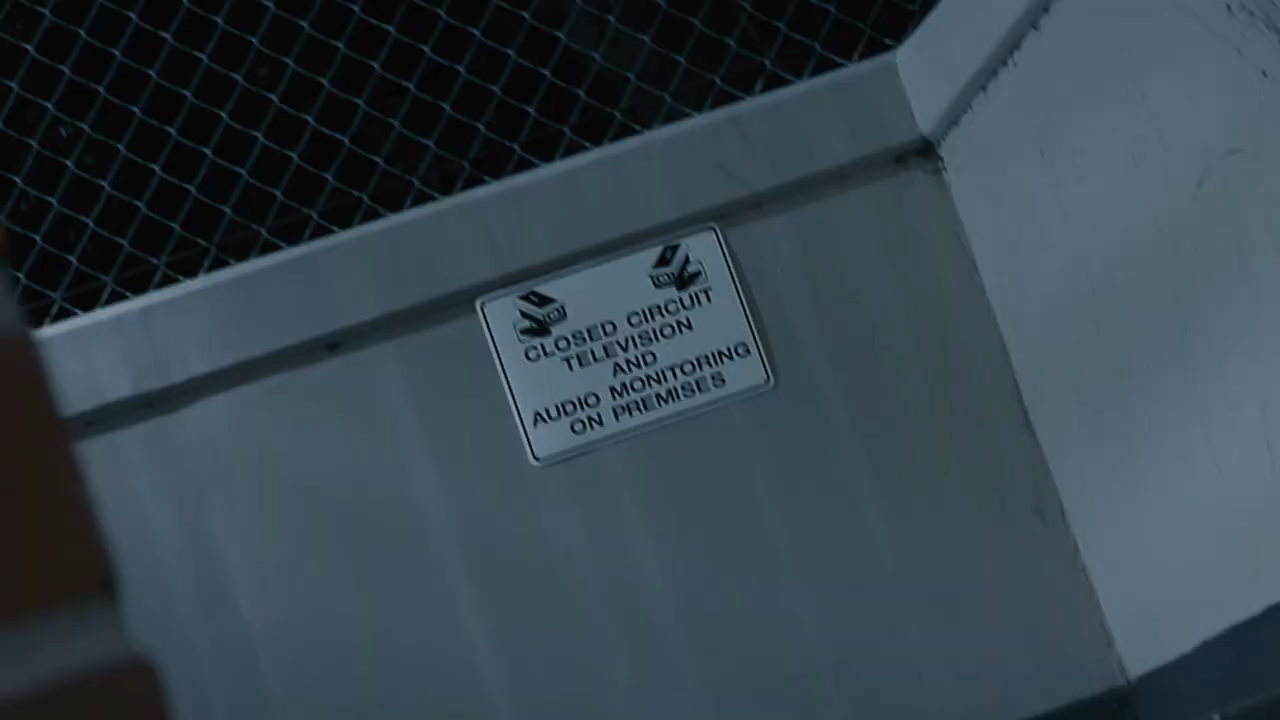 CLOSED CIRCUIT
TELEVISION
AND
AUDIO MONITORING
ON PREMISES